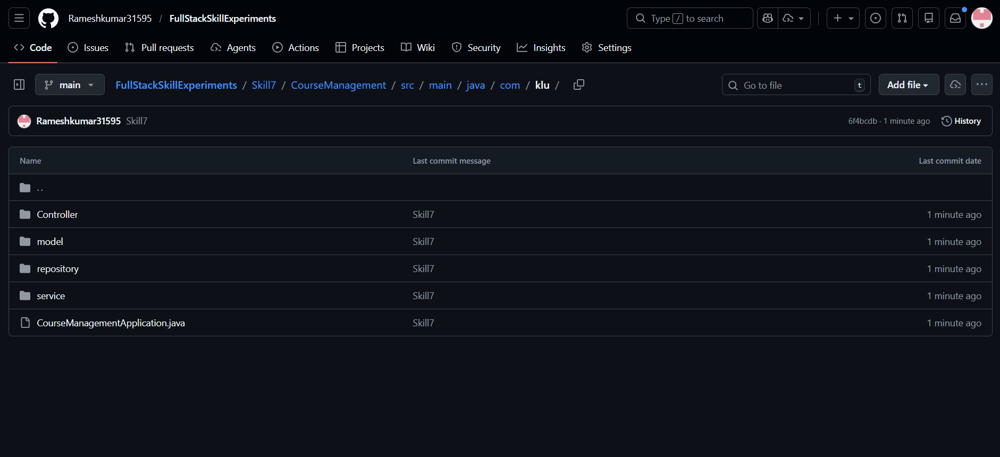 Rameshkumar31595 / FullStackSkillExperiments Type / to search
Code Issues Pull requests Agents Actions Projects Wiki Security Insights Settings
main FullStackSkillExperiments / Skill7 / CourseManagement / src / main / java / com / klu / Go to file t Add file
Rameshkumar31595 Skill7 6f4bcdb · 1 minute ago History
Name Last commit message Last commit date
..
Controller Skill7 1 minute ago
model Skill7 1 minute ago
repository Skill7 1 minute ago
service Skill7 1 minute ago
CourseManagementApplication.java Skill7 1 minute ago